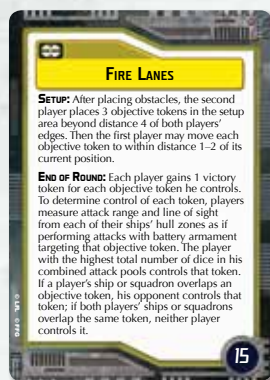 FIRE LANES
SETUP: After placing obstacles, the second
player places 3 objective tokens in the setup
area beyond distance 4 of both players'
edges. Then the first player may move each
objective token to within distance 1–2 of its
current position.
END OF ROUND: Each player gains 1 victory
token for each objective token he controls.
To determine control of each token, players
measure attack range and line of sight
from each of their ships' hull zones as if
performing attacks with battery armament
targeting that objective token. The player
with the highest total number of dice in his
combined attack pools controls that token.
If a player's ship or squadron overlaps an
objective token, his opponent controls that
token; if both players' ships or squadrons
overlap the same token, neither player
controls it.
© LFL © FFG
15